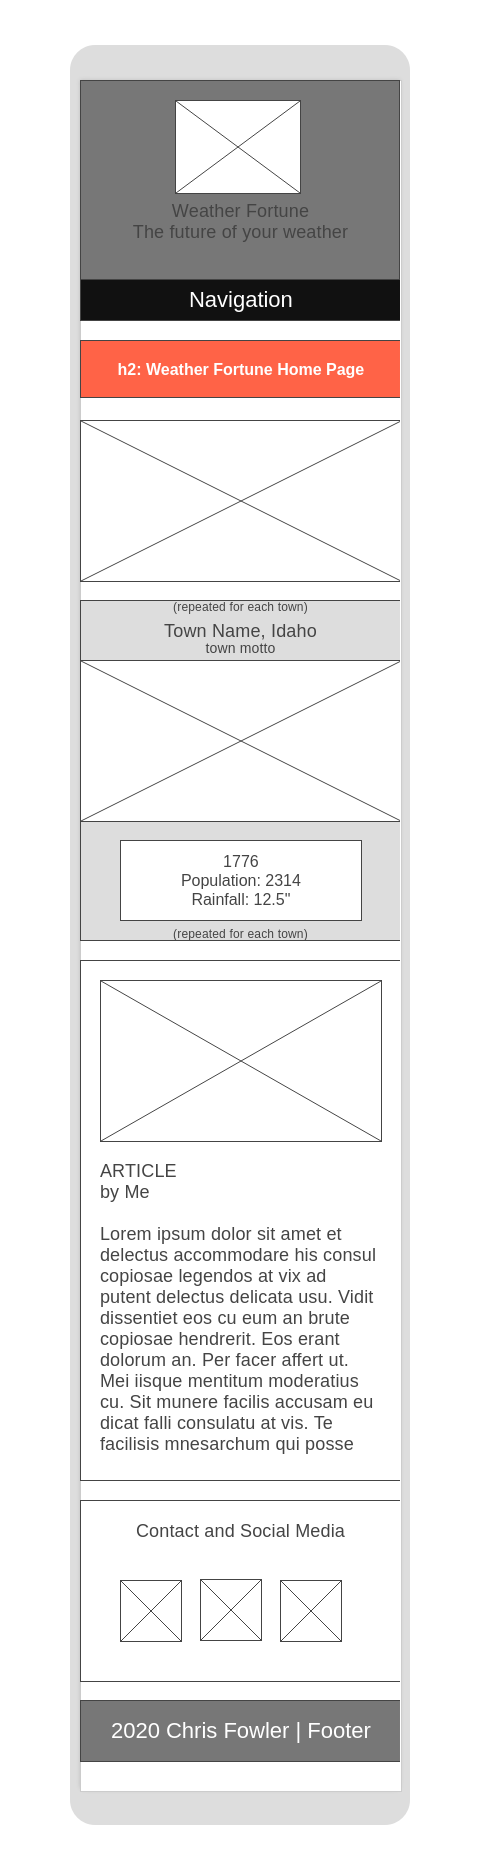 Weather Fortune
The future of your weather
Navigation
h2: Weather Fortune Home Page
(repeated for each town)
Town Name, Idaho
town motto
1776
Population: 2314
Rainfall: 12.5"
(repeated for each town)
ARTICLE
by Me
Lorem ipsum dolor sit amet et
delectus accommodare his consul
copiosae legendos at vix ad
putent delectus delicata usu. Vidit
dissentiet eos cu eum an brute
copiosae hendrerit. Eos erant
dolorum an. Per facer affert ut.
Mei iisque mentitum moderatius
cu. Sit munere facilis accusam eu
dicat falli consulatu at vis. Te
facilisis mnesarchum qui posse
Contact and Social Media
2020 Chris Fowler | Footer